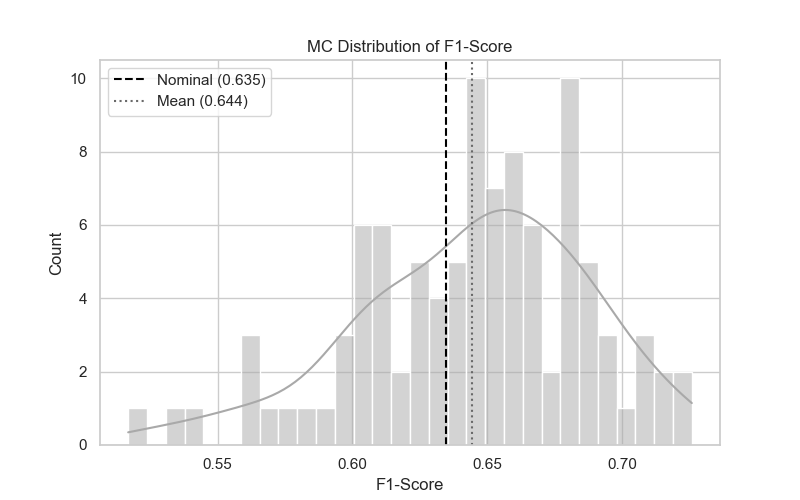 MC Distribution of F1-Score
Nominal (0.635)
Mean (0.644)
10
8
6
4
2
0
Count
0.55 0.60 0.65 0.70
F1-Score